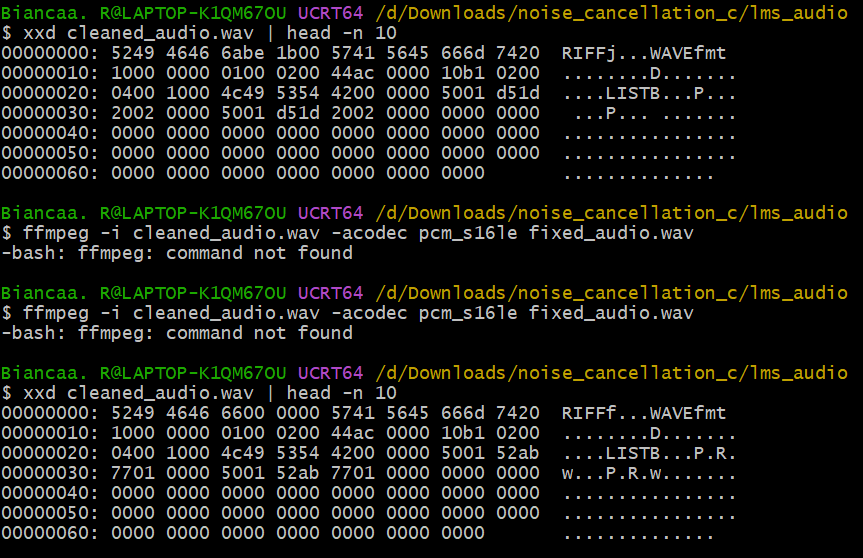 Biancaa. R@LAPTOP-K1QM67OU UCRT64 /d/Downloads/noise_cancellation_c/lms_audio
$ xxd cleaned_audio.wav | head -n 10
00000000: 5249 4646 6abe 1b00 5741 5645 666d 7420  RIFFj...WAVEfmt
00000010: 1000 0000 0100 0200 44ac 0000 10b1 0200  ........D.......
00000020: 0400 1000 4c49 5354 4200 0000 5001 d51d  ....LISTB...P...
00000030: 2002 0000 5001 d51d 2002 0000 0000 0000   ...P... .......
00000040: 0000 0000 0000 0000 0000 0000 0000 0000  ................
00000050: 0000 0000 0000 0000 0000 0000 0000 0000  ................
00000060: 0000 0000 0000 0000 0000 0000 0000       ..............
Biancaa. R@LAPTOP-K1QM67OU UCRT64 /d/Downloads/noise_cancellation_c/lms_audio
$ ffmpeg -i cleaned_audio.wav -acodec pcm_s16le fixed_audio.wav
-bash: ffmpeg: command not found
Biancaa. R@LAPTOP-K1QM67OU UCRT64 /d/Downloads/noise_cancellation_c/lms_audio
$ ffmpeg -i cleaned_audio.wav -acodec pcm_s16le fixed_audio.wav
-bash: ffmpeg: command not found
Biancaa. R@LAPTOP-K1QM67OU UCRT64 /d/Downloads/noise_cancellation_c/lms_audio
$ xxd cleaned_audio.wav | head -n 10
00000000: 5249 4646 6600 0000 5741 5645 666d 7420  RIFFf...WAVEfmt
00000010: 1000 0000 0100 0200 44ac 0000 10b1 0200  ........D.......
00000020: 0400 1000 4c49 5354 4200 0000 5001 52ab  ....LISTB...P.R.
00000030: 7701 0000 5001 52ab 7701 0000 0000 0000  w...P.R.w.......
00000040: 0000 0000 0000 0000 0000 0000 0000 0000  ................
00000050: 0000 0000 0000 0000 0000 0000 0000 0000  ................
00000060: 0000 0000 0000 0000 0000 0000 0000       ..............